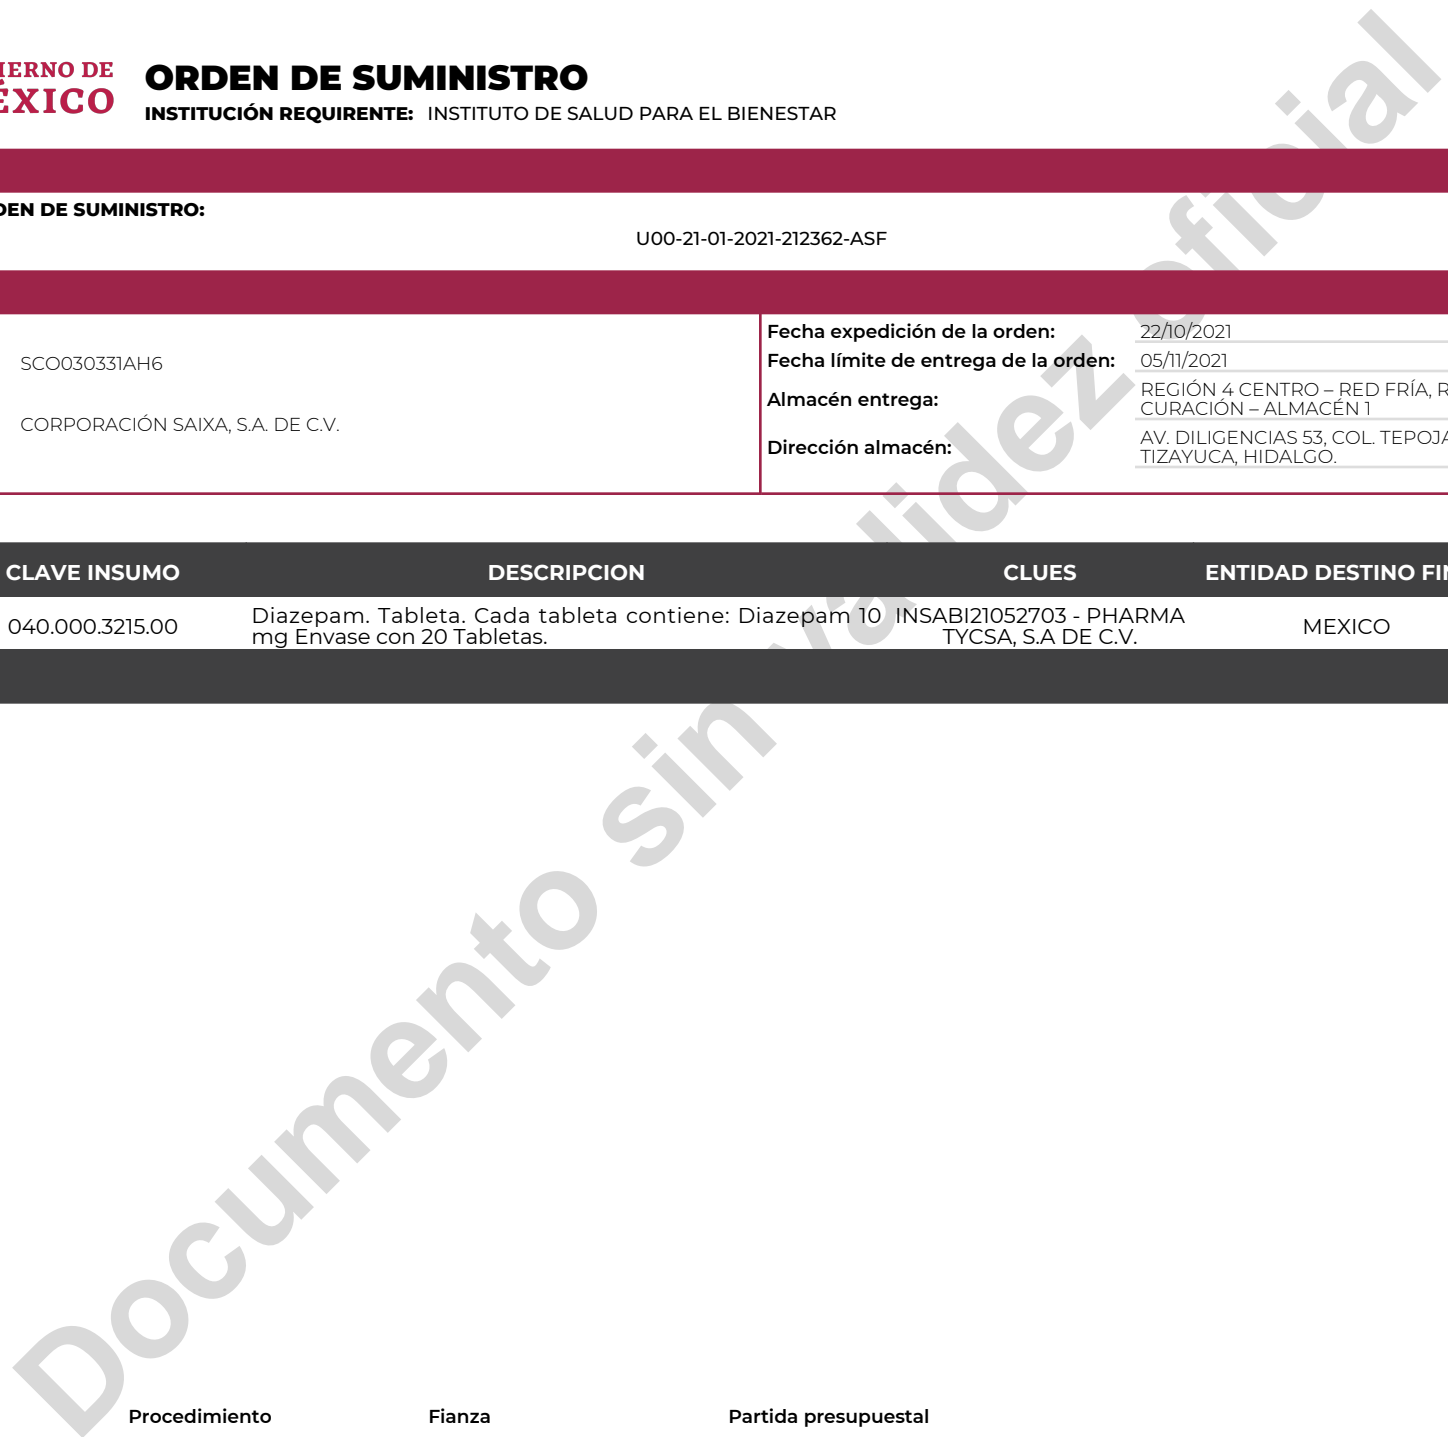 IERNO DE
ÉXICO
ORDEN DE SUMINISTRO
INSTITUCIÓN REQUIRENTE: INSTITUTO DE SALUD PARA EL BIENESTAR
DEN DE SUMINISTRO:
U00-21-01-2021-212362-ASF
SCO030331AH6
CORPORACIÓN SAIXA, S.A. DE C.V.
Fecha expedición de la orden: 22/10/2021
Fecha límite de entrega de la orden: 05/11/2021
Almacén entrega: REGIÓN 4 CENTRO – RED FRÍA, R
CURACIÓN – ALMACÉN 1
Dirección almacén: AV. DILIGENCIAS 53, COL. TEPOJA
TIZAYUCA, HIDALGO.
CLAVE INSUMO DESCRIPCION CLUES ENTIDAD DESTINO FIN
040.000.3215.00 Diazepam. Tableta. Cada tableta contiene: Diazepam 10 INSABI21052703 - PHARMA MEXICO
mg Envase con 20 Tabletas. TYCSA, S.A DE C.V.
Documento sin validez oficial
Procedimiento Fianza Partida presupuestal